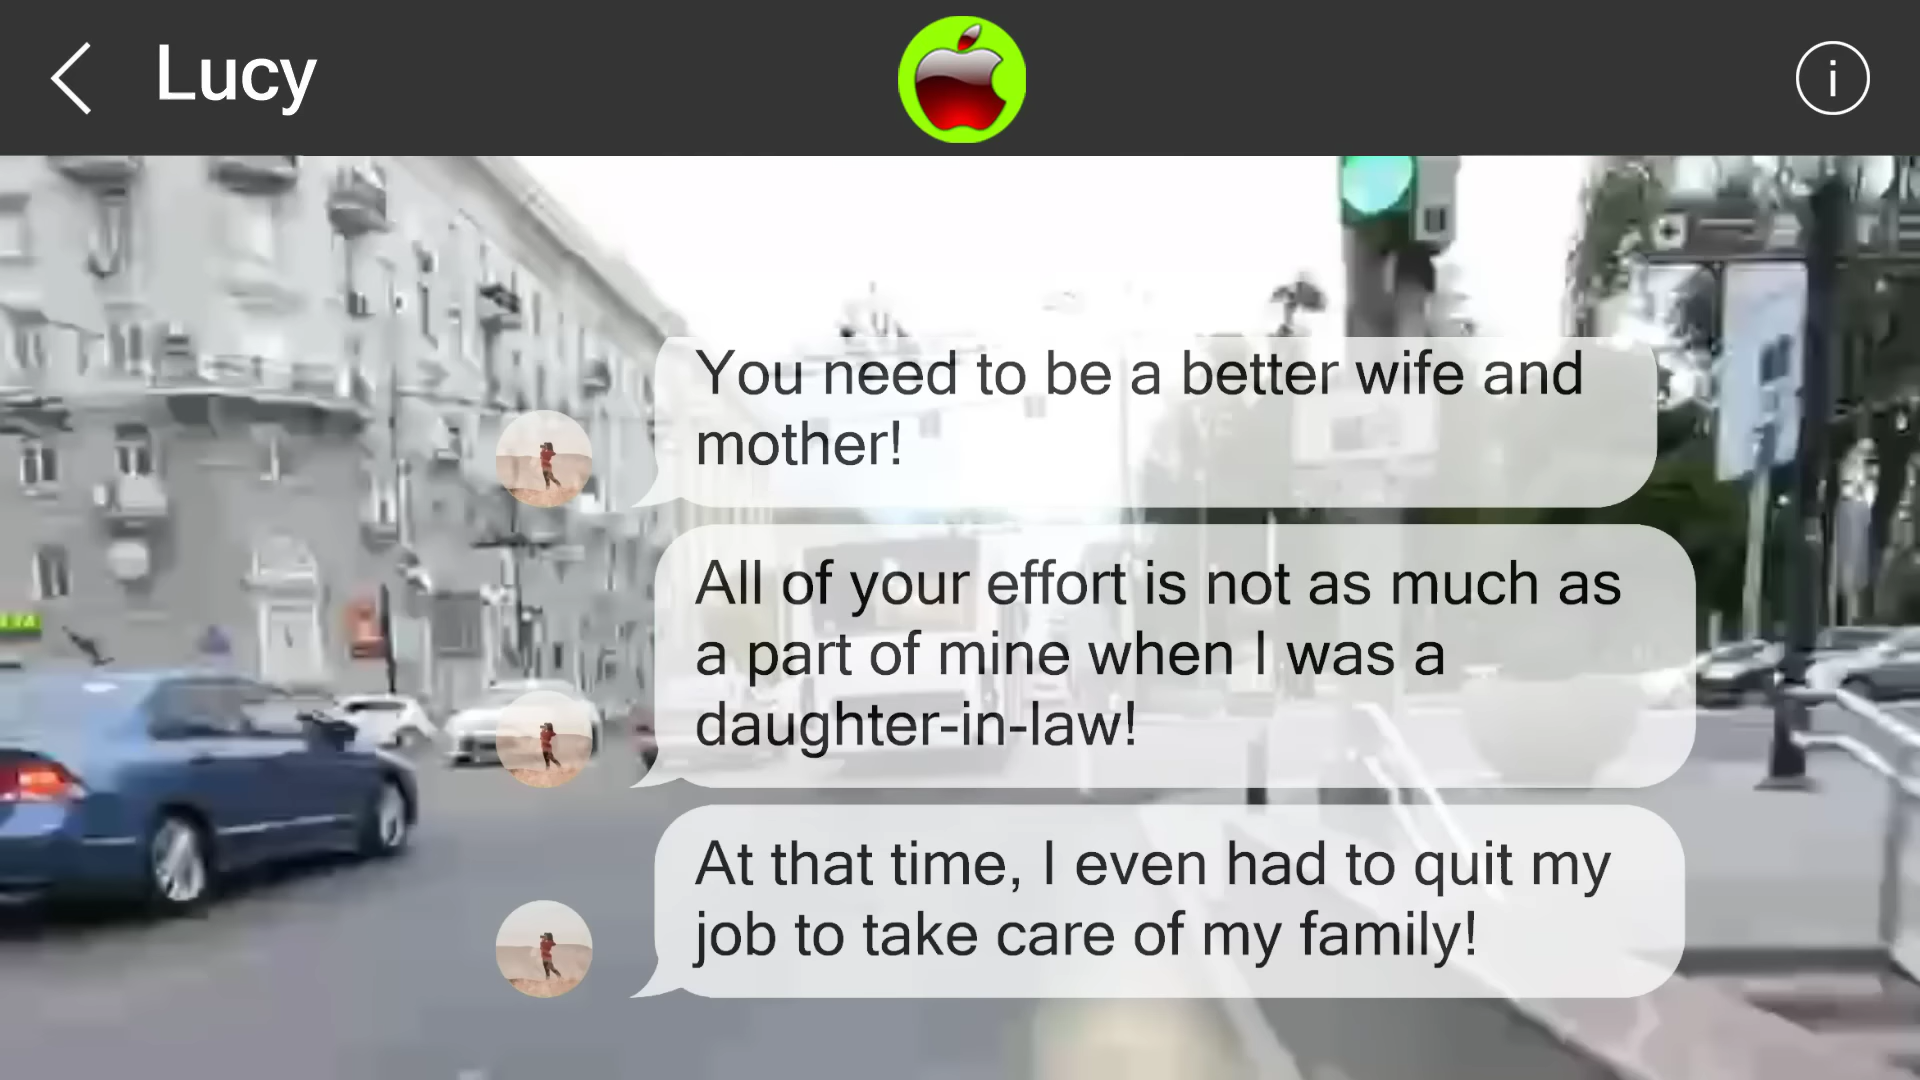 Lucy
You need to be a better wife and
mother!
All of your effort is not as much as
a part of mine when I was a
daughter-in-law!
At that time, I even had to quit my
job to take care of my family!